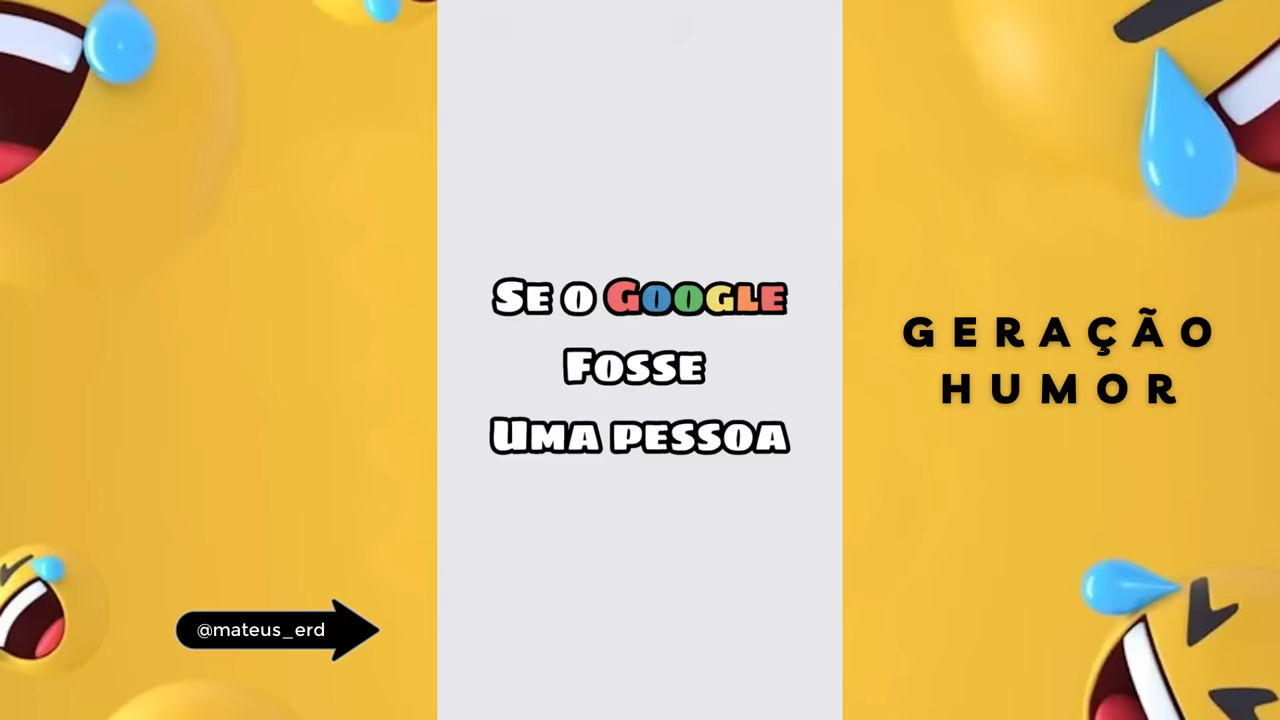 Se o Google
Fosse
Uma pessoa
GERAÇÃO
HUMOR
@mateus_erd